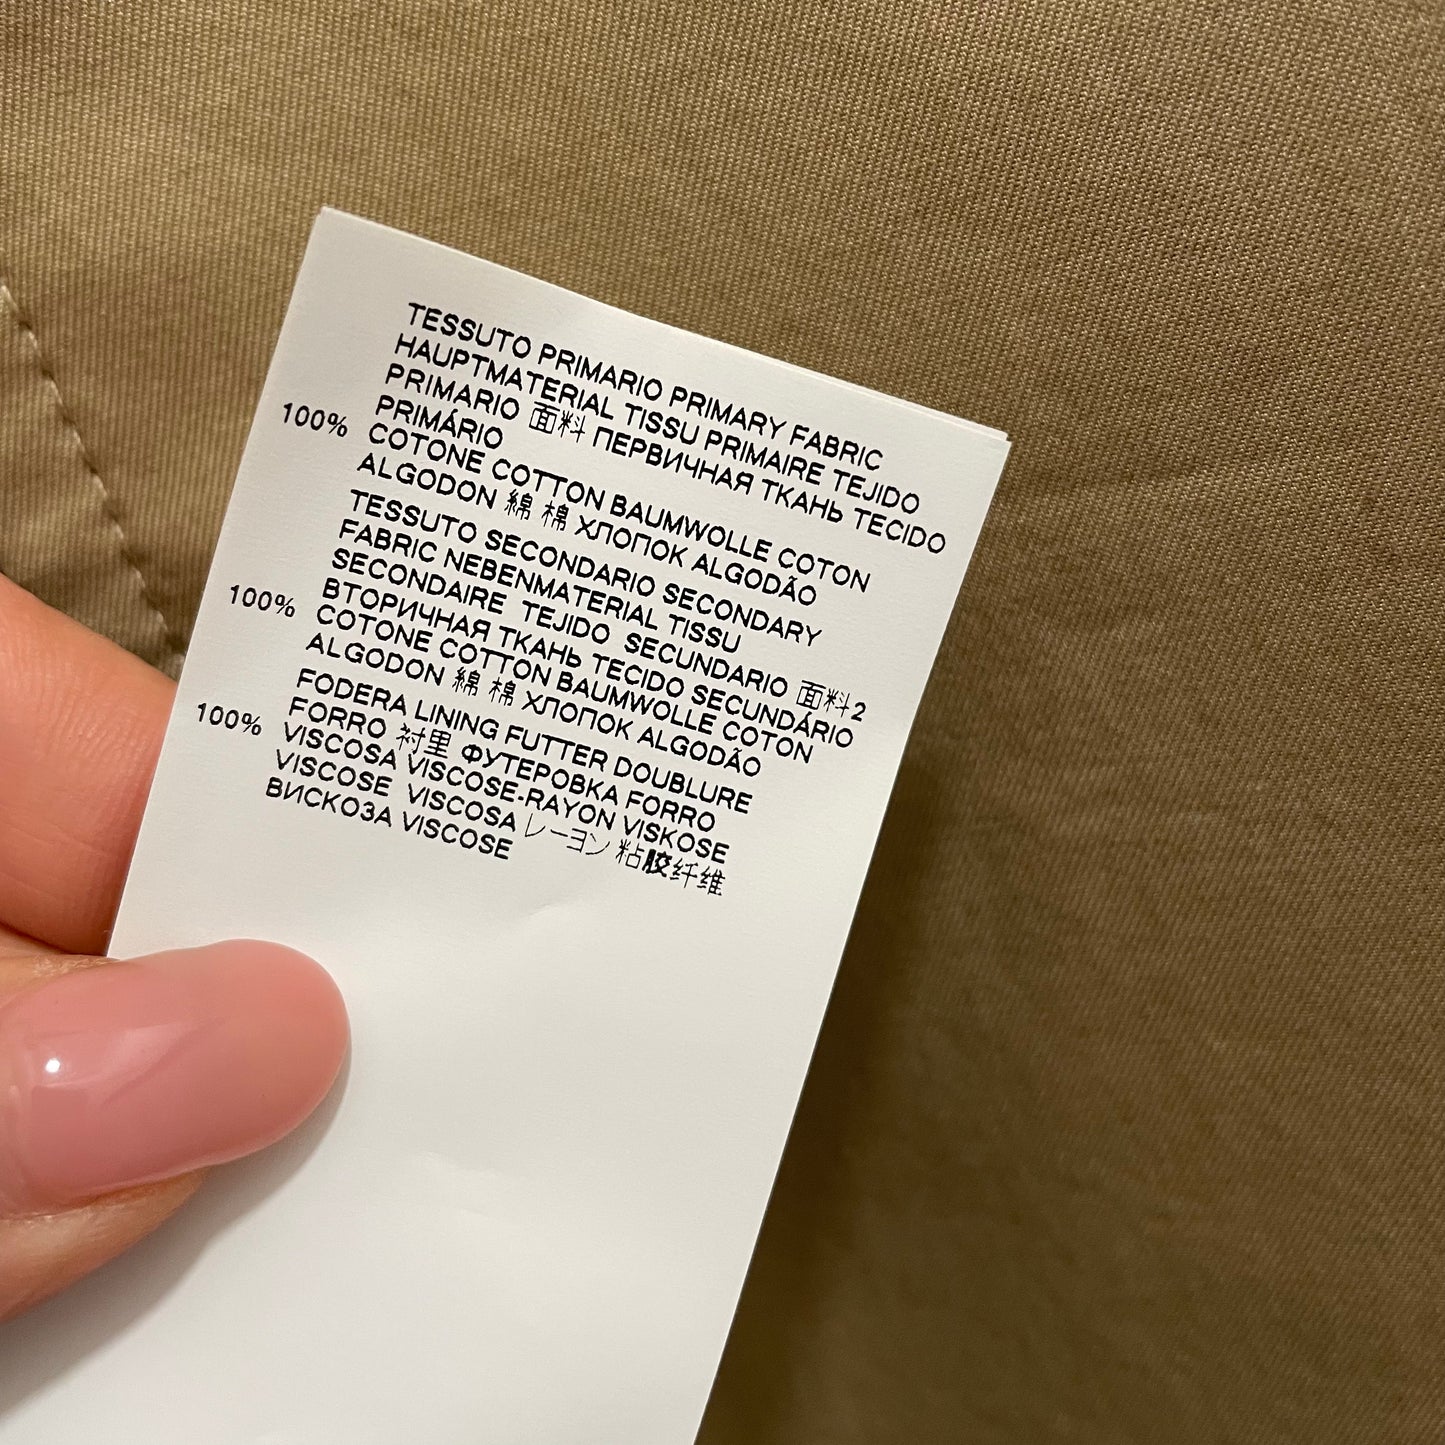 TESSUTO PRIMARIO PRIMARY FABRIC
HAUPTMATERIAL TISSU PRIMAIRE TEJIDO
PRIMARIO 面料 ПЕРВИЧНАЯ ТКАНЬ TECIDO
PRIMÁRIO
100% COTONE COTTON BAUMWOLLE COTON
ALGODON 綿 棉 ХЛОПОК ALGODÃO
TESSUTO SECONDARIO SECONDARY
FABRIC NEBENMATERIAL TISSU
SECONDAIRE TEJIDO SECUNDARIO 面料2
ВТОРИЧНАЯ ТКАНЬ TECIDO SECUNDÁRIO
100% COTONE COTTON BAUMWOLLE COTON
ALGODON 綿 棉 ХЛОПОК ALGODÃO
FODERA LINING FUTTER DOUBLURE
FORRO 衬里 ФУТЕРОВКА FORRO
100% VISCOSA VISCOSE-RAYON VISKOSE
VISCOSE VISCOSA レーヨン 粘胶纤维
ВИСКОЗА VISCOSE